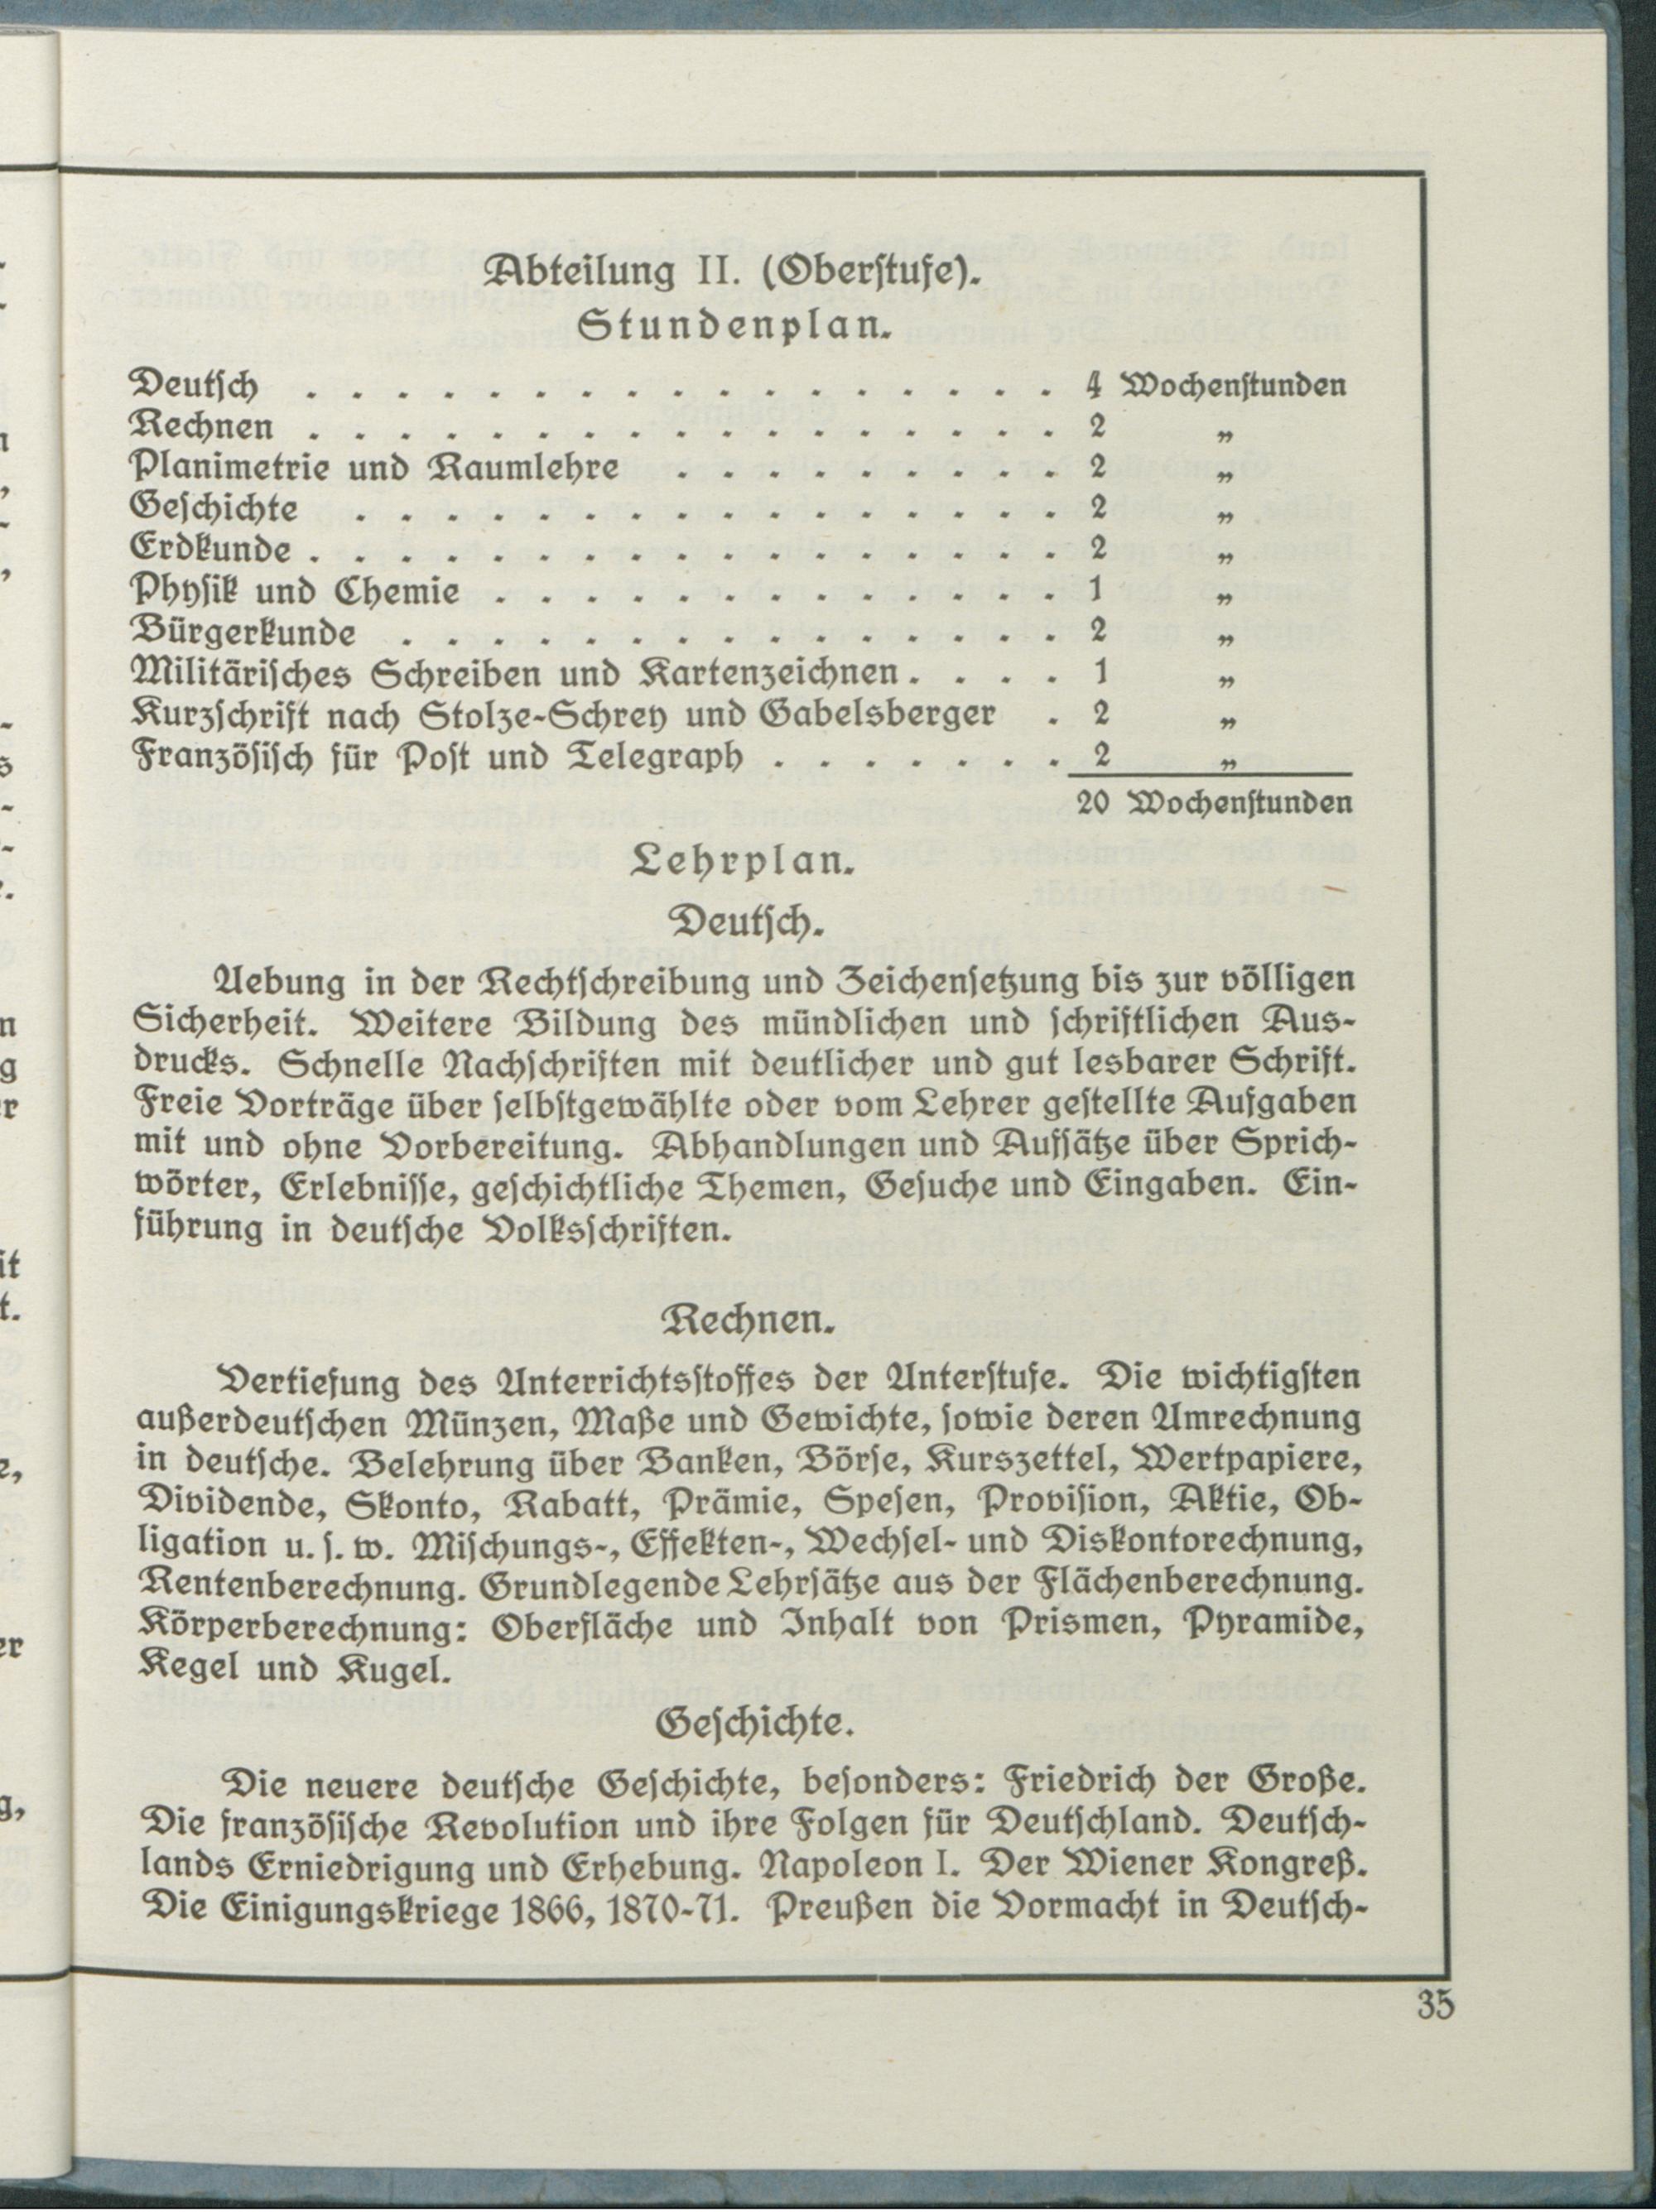 Abteilung II. (Oberstufe).
Stundenplan.
Deutsch . . . . . . . . . . . . . . . . . 4 Wochenstunden
Rechnen . . . . . . . . . . . . . . . . . 2 „
Planimetrie und Raumlehre . . . . . . . . . 2 „
Geschichte . . . . . . . . . . . . . . . . 2 „
Erdkunde . . . . . . . . . . . . . . . . . 2 „
Physik und Chemie . . . . . . . . . . . . . 1 „
Bürgerkunde . . . . . . . . . . . . . . . 2 „
Militärisches Schreiben und Kartenzeichnen . . . . 1 „
Kurzschrift nach Stolze-Schrey und Gabelsberger . 2 „
Französisch für Post und Telegraph . . . . . . . 2 „
20 Wochenstunden
Lehrplan.
Deutsch.
Uebung in der Rechtschreibung und Zeichensetzung bis zur völligen
Sicherheit. Weitere Bildung des mündlichen und schriftlichen Aus-
drucks. Schnelle Nachschriften mit deutlicher und gut lesbarer Schrift.
Freie Vorträge über selbstgewählte oder vom Lehrer gestellte Aufgaben
mit und ohne Vorbereitung. Abhandlungen und Aufsätze über Sprich-
wörter, Erlebnisse, geschichtliche Themen, Gesuche und Eingaben. Ein-
führung in deutsche Volksschriften.
Rechnen.
Vertiefung des Unterrichtsstoffes der Unterstufe. Die wichtigsten
außerdeutschen Münzen, Maße und Gewichte, sowie deren Umrechnung
in deutsche. Belehrung über Banken, Börse, Kurszettel, Wertpapiere,
Dividende, Skonto, Rabatt, Prämie, Spesen, Provision, Aktie, Ob-
ligation u. s. w. Mischungs-, Effekten-, Wechsel- und Diskontorechnung,
Rentenberechnung. Grundlegende Lehrsätze aus der Flächenberechnung.
Körperberechnung: Oberfläche und Inhalt von Prismen, Pyramide,
Kegel und Kugel.
Geschichte.
Die neuere deutsche Geschichte, besonders: Friedrich der Große.
Die französische Revolution und ihre Folgen für Deutschland. Deutsch-
lands Erniedrigung und Erhebung. Napoleon I. Der Wiener Kongreß.
Die Einigungskriege 1866, 1870-71. Preußen die Vormacht in Deutsch-
35